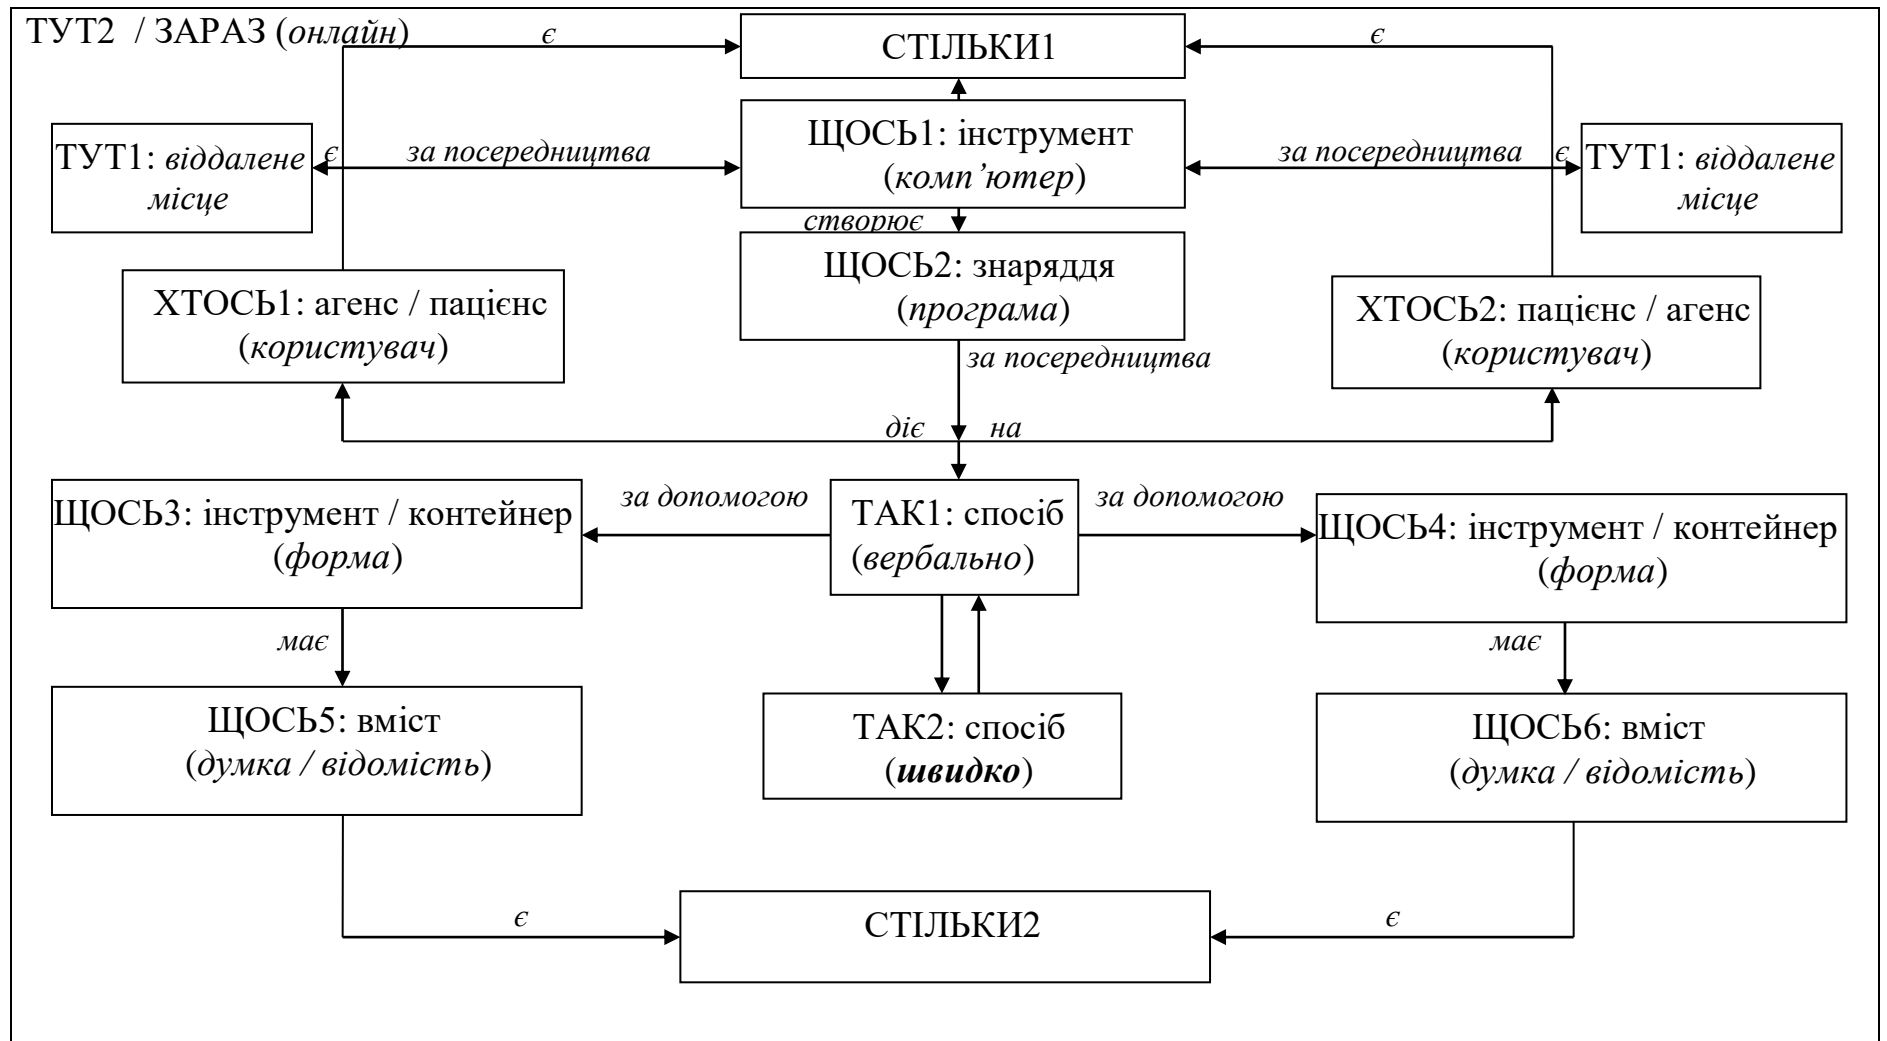 ТУТ2 / ЗАРАЗ (онлайн)
є
СТІЛЬКИ1
є
ТУТ1: віддалене
місце
є
за посередництва
ЩОСЬ1: інструмент
(комп’ютер)
за посередництва
є
ТУТ1: віддалене
місце
створює
ЩОСЬ2: знаряддя
(програма)
ХТОСЬ1: агенс / пацієнс
(користувач)
ХТОСЬ2: пацієнс / агенс
(користувач)
за посередництва
діє на
ЩОСЬ3: інструмент / контейнер
(форма)
за допомогою
ТАК1: спосіб
(вербально)
за допомогою
ЩОСЬ4: інструмент / контейнер
(форма)
має
має
ЩОСЬ5: вміст
(думка / відомість)
ТАК2: спосіб
(швидко)
ЩОСЬ6: вміст
(думка / відомість)
є
СТІЛЬКИ2
є